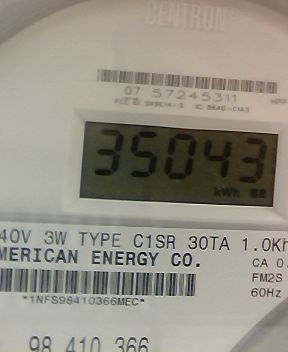 CENTRON®
07 57245311
35043
kWh
40V 3W TYPE C1SR 30TA 1.0Kh
MERICAN ENERGY CO.
CA 0.
FM2S
*1NFS98410366MEC*
60Hz
98 410 366